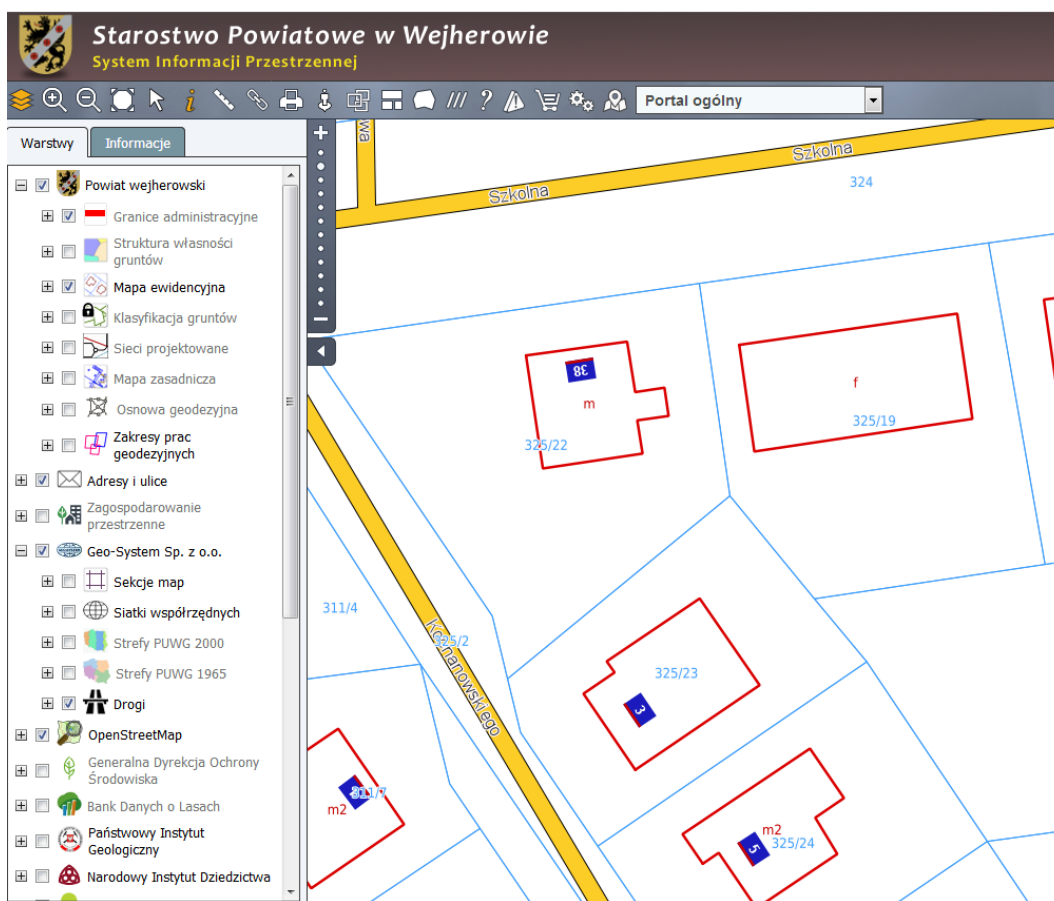 Starostwo Powiatowe w Wejherowie
System Informacji Przestrzennej
Portal ogólny
Warstwy
Informacje
Powiat wejherowski
Granice administracyjne
Struktura własności
gruntów
Mapa ewidencyjna
Klasyfikacja gruntów
Sieci projektowane
Mapa zasadnicza
Osnowa geodezyjna
Zakresy prac
geodezyjnych
Adresy i ulice
Zagospodarowanie
przestrzenne
Geo-System Sp. z o.o.
Sekcje map
Siatki współrzędnych
Strefy PUWG 2000
Strefy PUWG 1965
Drogi
OpenStreetMap
Generalna Dyrekcja Ochrony
Środowiska
Bank Danych o Lasach
Państwowy Instytut
Geologiczny
Narodowy Instytut Dziedzictwa
wa
Szkolna
Szkolna
324
38
m
325/22
f
325/19
311/4
325/2
Kochanowskiego
325/23
3
311/7
m2
m2
5
325/24